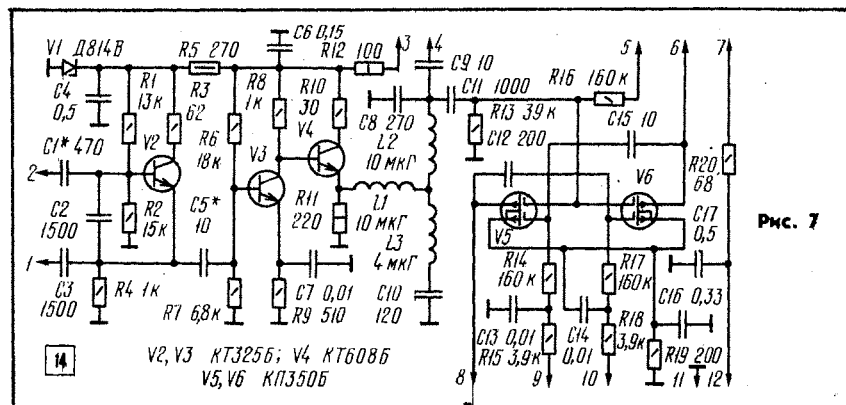 V1 Д814В
R5 270
C6 0,15
R12
100
3
4
C9 10
C11 1000
5
6
7
C4
0,5
R1
13к
R3
62
V2
R8
1к
R6
18к
R10
30
V4
V3
C8 270
L2
10 мкГ
R13 39к
C12 200
R16
160к
C15 10
R20
68
C1* 470
2
C2
1500
R2
15к
C5*
10
R11
220
L1
10 мкГ
L3
4 мкГ
V5
V6
C17
0,5
Рис. 7
1
C3
1500
R4 1к
R7 6,8к
C7 0,01
R9 510
C10
120
R14
160к
R17
160к
C16 0,33
C13 0,01
R15 3,9к
C14
0,01
R18
3,9к
R19 200
14
V2, V3 КТ325Б; V4 КТ608Б
V5, V6 КП350Б
8
9
10
11
12